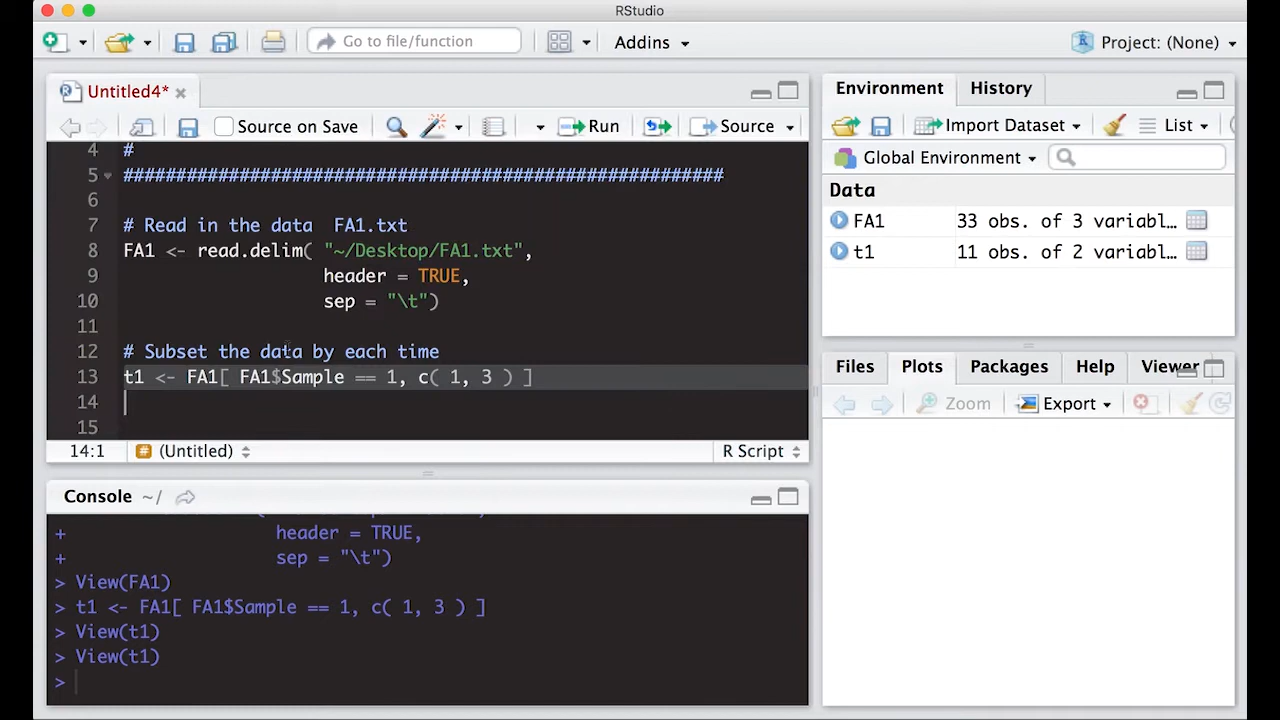 RStudio
Go to file/function
Addins
Project: (None)
Untitled4*
Source on Save
Run
Source
4 #
5 #########################################################
6
7 # Read in the data  FA1.txt
8 FA1 <- read.delim( "~/Desktop/FA1.txt",
9                    header = TRUE,
10                   sep = "\t")
11
12 # Subset the data by each time
13 t1 <- FA1[ FA1$Sample == 1, c( 1, 3 ) ]
14
15
14:1 (Untitled) R Script
Console ~/
+                    header = TRUE,
+                    sep = "\t")
> View(FA1)
> t1 <- FA1[ FA1$Sample == 1, c( 1, 3 ) ]
> View(t1)
> View(t1)
>
Environment History
Import Dataset List
Global Environment
Data
FA1 33 obs. of 3 variabl…
t1 11 obs. of 2 variabl…
Files Plots Packages Help Viewer
Zoom Export